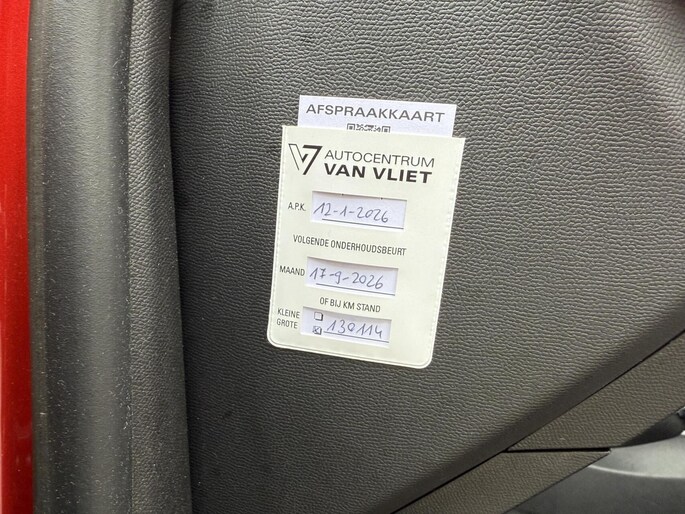 AFSPRAAKKAART
AUTOCENTRUM
VAN VLIET
A.P.K. 12-1-2026
VOLGENDE ONDERHOUDSBEURT
MAAND 17-9-2026
OF BIJ KM STAND
KLEINE
GROTE 130114